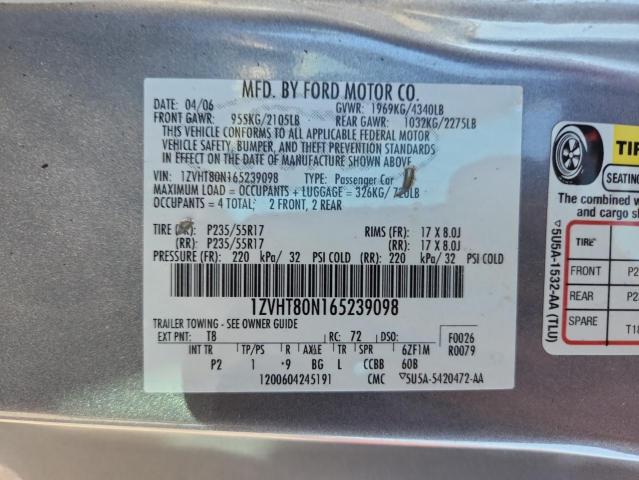 MFD. BY FORD MOTOR CO.
DATE: 04/06 GVWR: 1969KG/4340LB
FRONT GAWR: 955KG/2105LB REAR GAWR: 1032KG/2275LB
THIS VEHICLE CONFORMS TO ALL APPLICABLE FEDERAL MOTOR
VEHICLE SAFETY, BUMPER, AND THEFT PREVENTION STANDARDS
IN EFFECT ON THE DATE OF MANUFACTURE SHOWN ABOVE.
VIN: 1ZVHT80N165239098 TYPE: Passenger Car
MAXIMUM LOAD = OCCUPANTS + LUGGAGE = 326KG/720LB
OCCUPANTS = 4 TOTAL; 2 FRONT, 2 REAR
TIRE (FR): P235/55R17 RIMS (FR): 17 X 8.0J
(RR): P235/55R17 (RR): 17 X 8.0J
PRESSURE (FR): 220 kPa/ 32 PSI COLD (RR): 220 kPa/ 32 PSI COLD
1ZVHT80N165239098
TRAILER TOWING - SEE OWNER GUIDE
EXT PNT: T8 RC: 72 DSO: F0026
INT TR TP/PS R AXLE TR SPR 6ZF1M R0079
P2 1 9 BG L CCBB 60B
1200604245191 CMC ▽5U5A-5420472-AA
▽5U5A-1532-AA (TLU)
TIR
SEATING
The combined w
and cargo s
TIRE
FRONT P2
REAR P2
SPARE T1